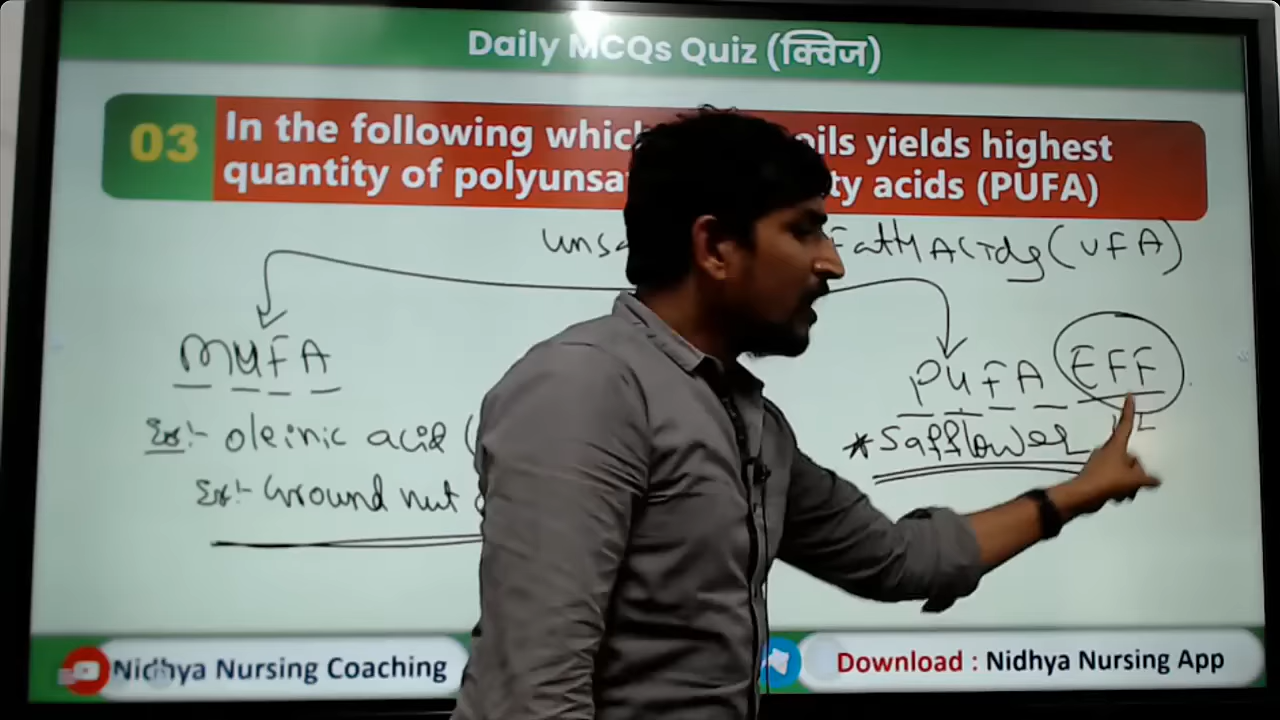 Daily MCQs Quiz (क्विज)
03 In the following which oils yields highest
quantity of polyunsa ty acids (PUFA)
unsa Fatty Acids (UFA)
MUFA
PUFA EFF
Ex:- oleinic acid (
*Safflower
Ex:- Ground nut
Nidhya Nursing Coaching
Download : Nidhya Nursing App